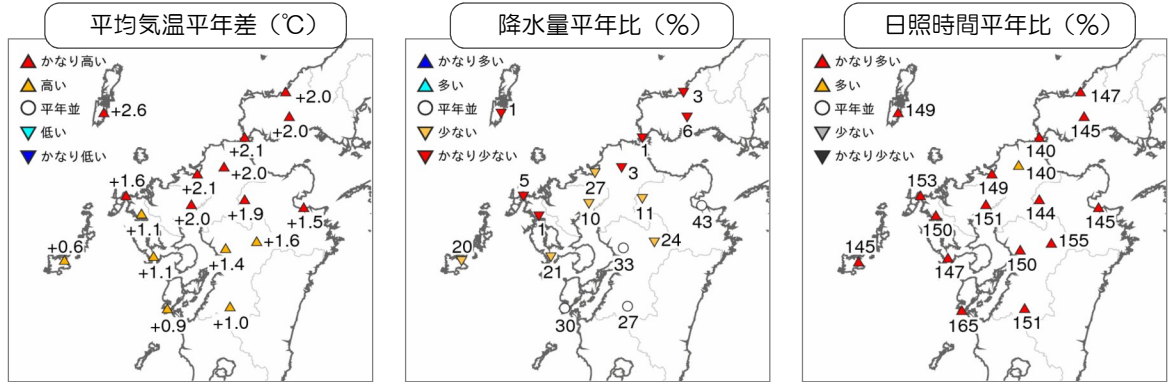 平均気温平年差（℃）
かなり高い
高い
平年並
低い
かなり低い
+2.0
+2.6
+2.0
+2.1
+2.0
+2.1
+1.6
+2.0
+1.9
+1.5
+1.1
+1.6
+0.6
+1.4
+1.1
+0.9
+1.0
降水量平年比（%）
かなり多い
多い
平年並
少ない
かなり少ない
3
1
6
1
3
27
5
10
11
43
1
24
20
33
21
30
27
日照時間平年比（%）
かなり多い
多い
平年並
少ない
かなり少ない
147
149
145
140
140
149
153
151
144
145
150
155
145
150
147
165
151